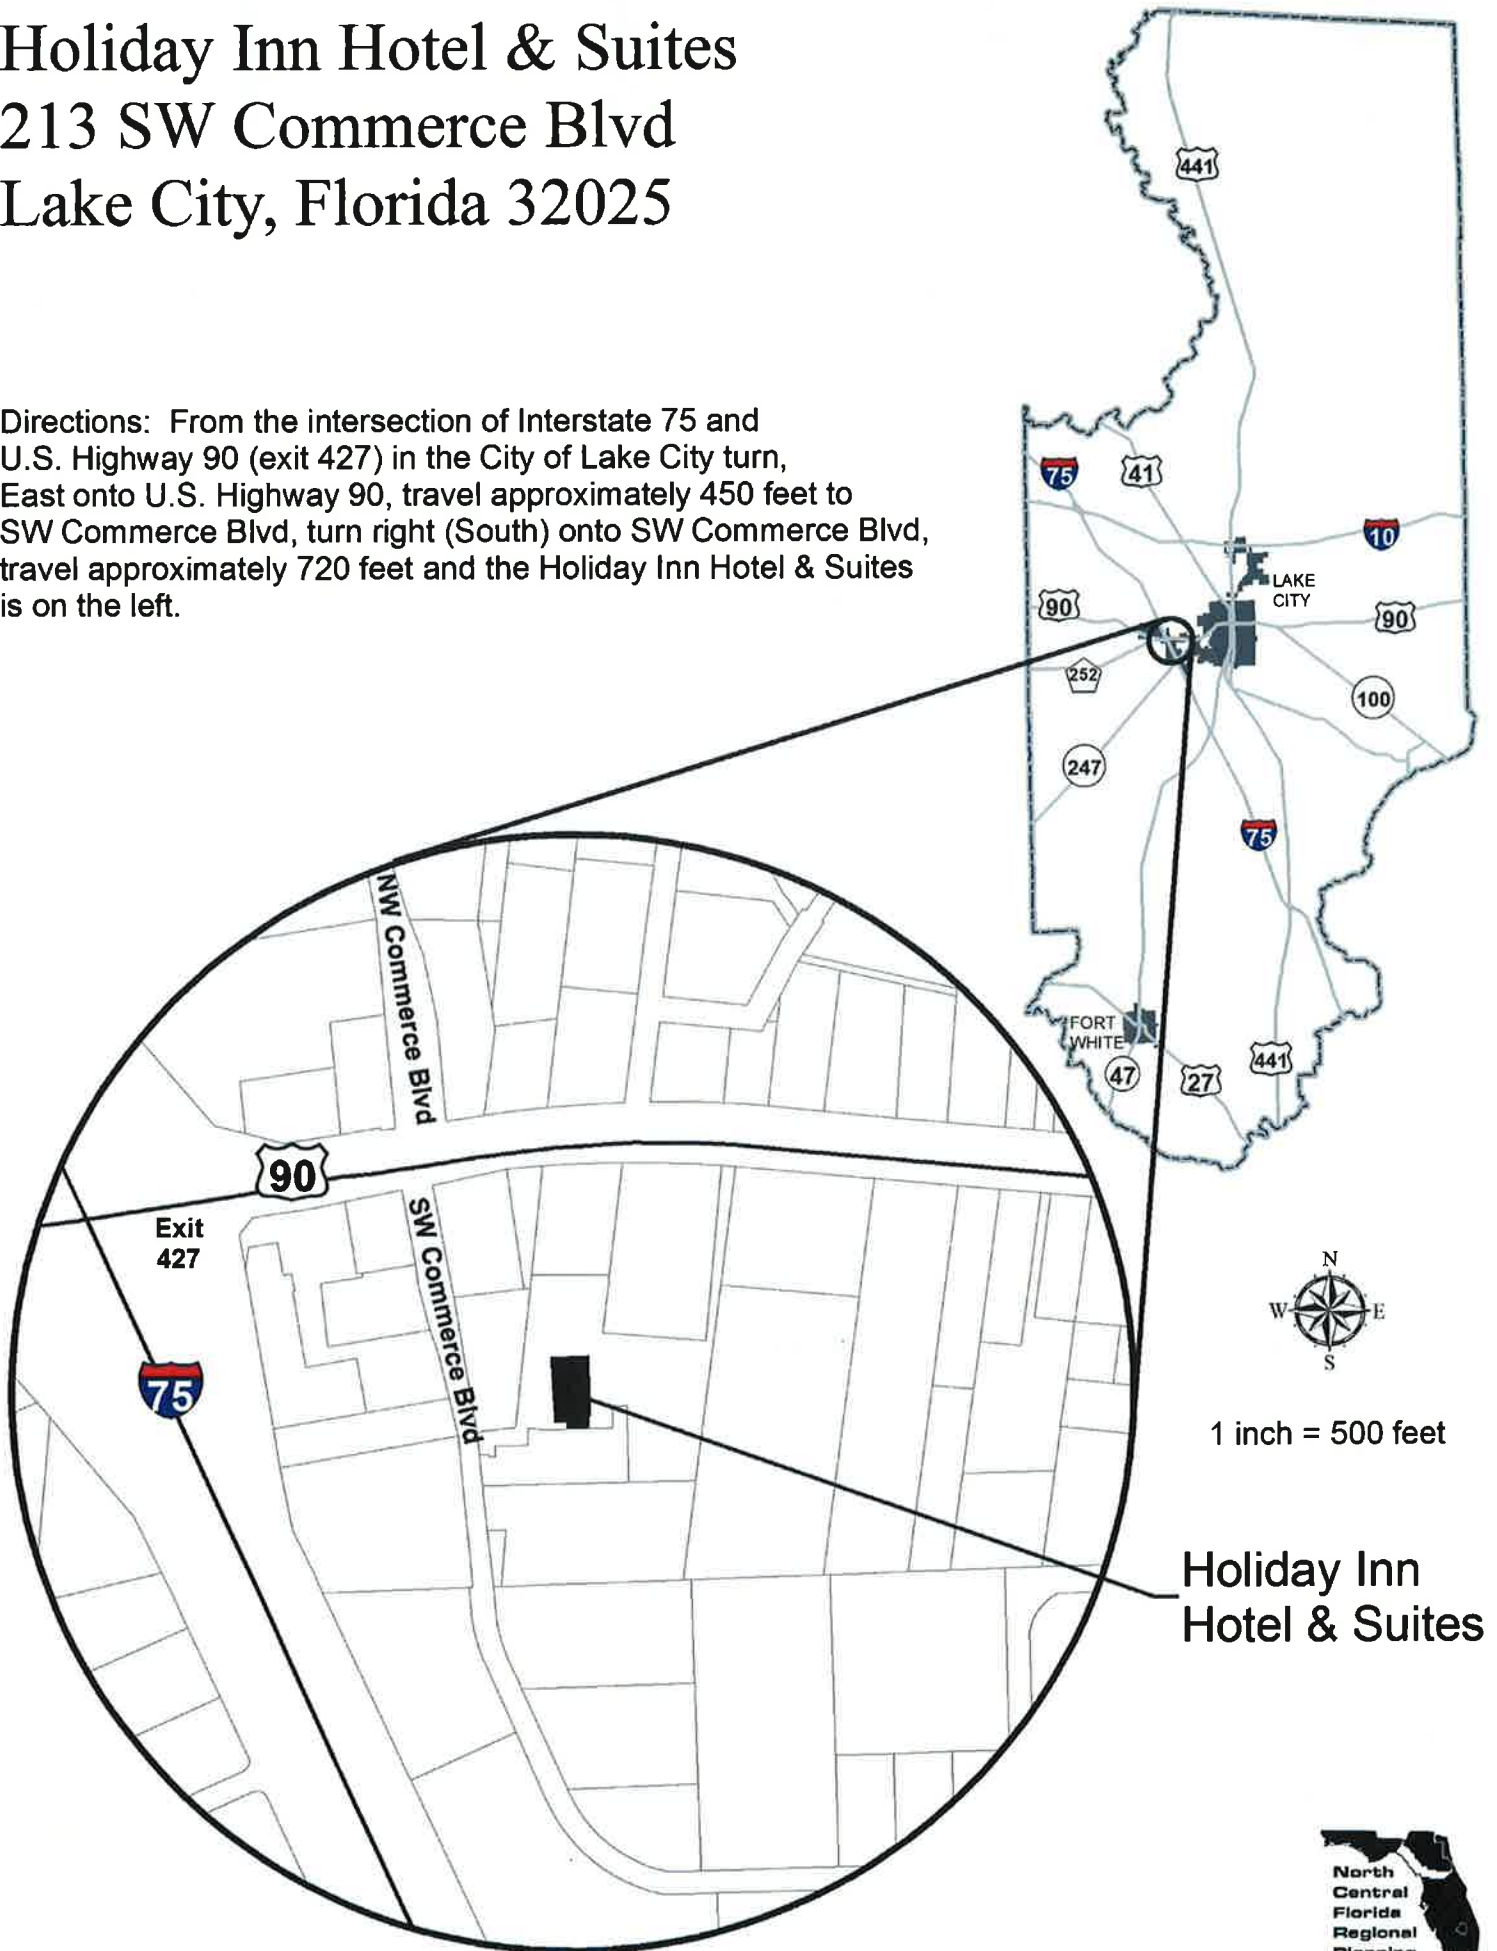 Holiday Inn Hotel & Suites
213 SW Commerce Blvd
Lake City, Florida 32025
Directions: From the intersection of Interstate 75 and
U.S. Highway 90 (exit 427) in the City of Lake City turn,
East onto U.S. Highway 90, travel approximately 450 feet to
SW Commerce Blvd, turn right (South) onto SW Commerce Blvd,
travel approximately 720 feet and the Holiday Inn Hotel & Suites
is on the left.
441
75
41
10
LAKE
CITY
90
90
252
100
247
75
FORT
WHITE
47
27
441
NW Commerce Blvd
90
Exit
427
SW Commerce Blvd
75
N
W
E
S
1 inch = 500 feet
Holiday Inn
Hotel & Suites
North
Central
Florida
Regional